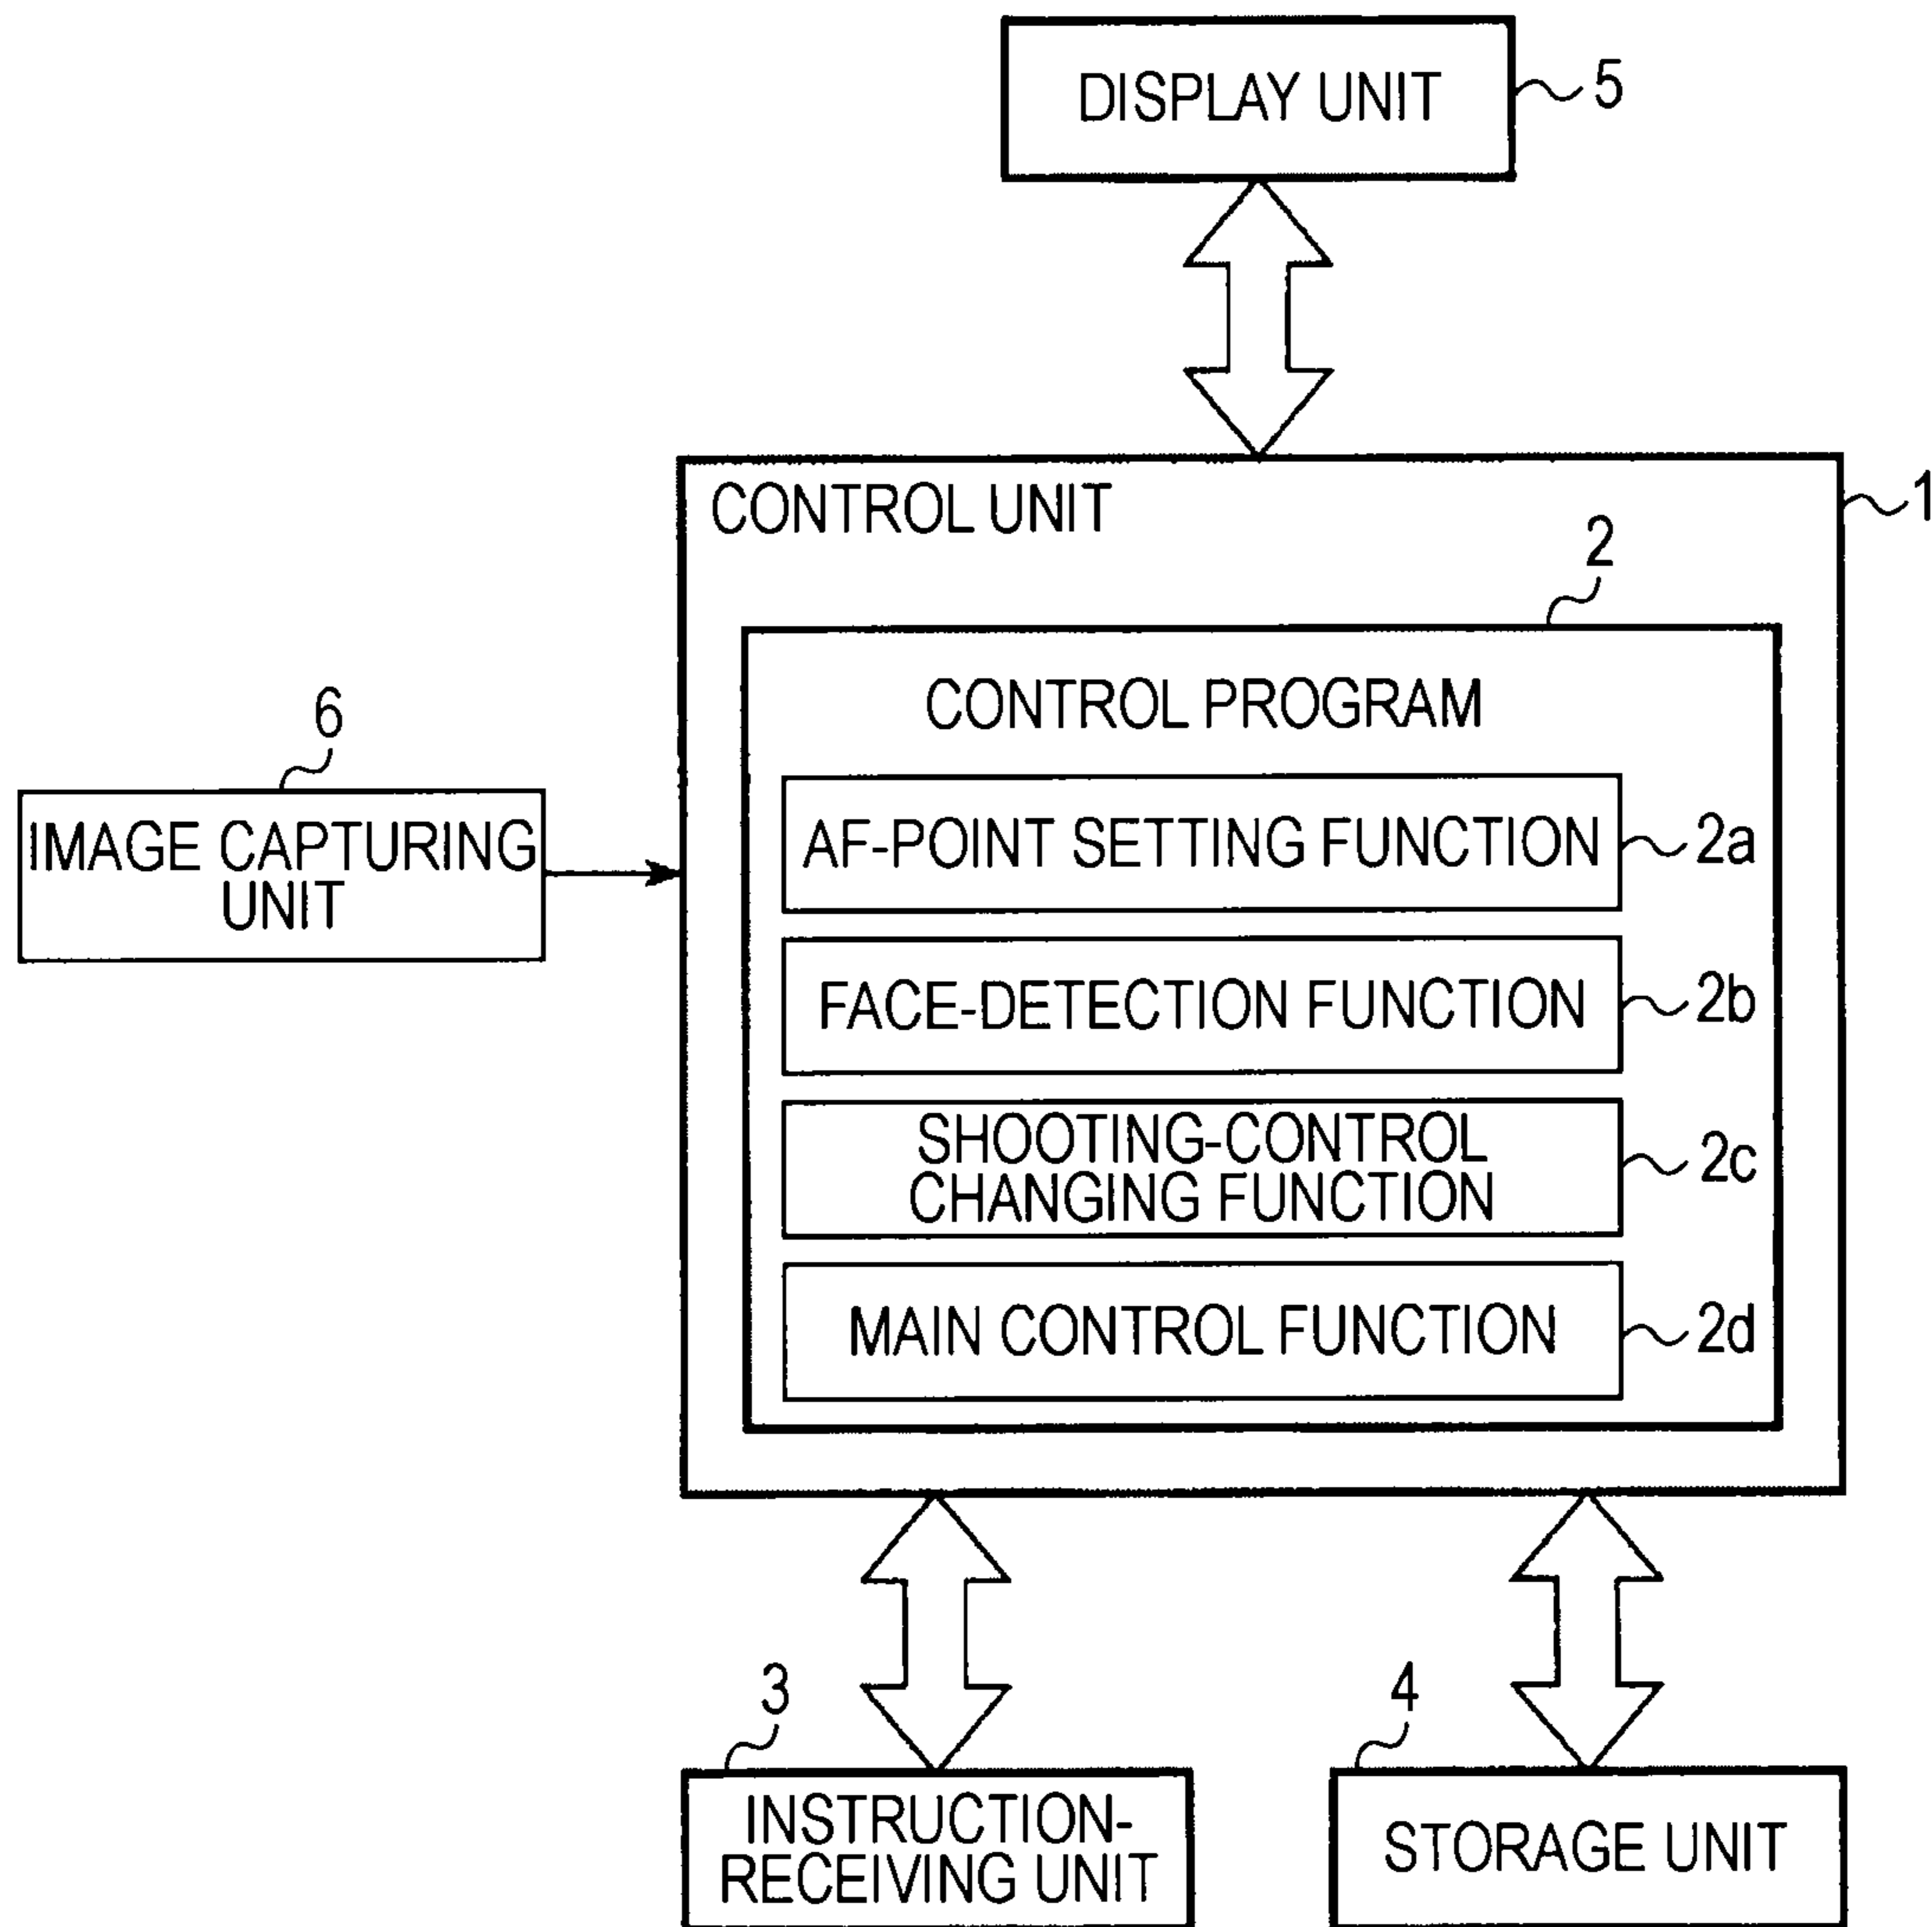 DISPLAY UNIT
5
CONTROL UNIT
1
2
CONTROL PROGRAM
6
IMAGE CAPTURING
UNIT
AF-POINT SETTING FUNCTION
2a
FACE-DETECTION FUNCTION
2b
SHOOTING-CONTROL
CHANGING FUNCTION
2c
MAIN CONTROL FUNCTION
2d
3
INSTRUCTION-
RECEIVING UNIT
4
STORAGE UNIT